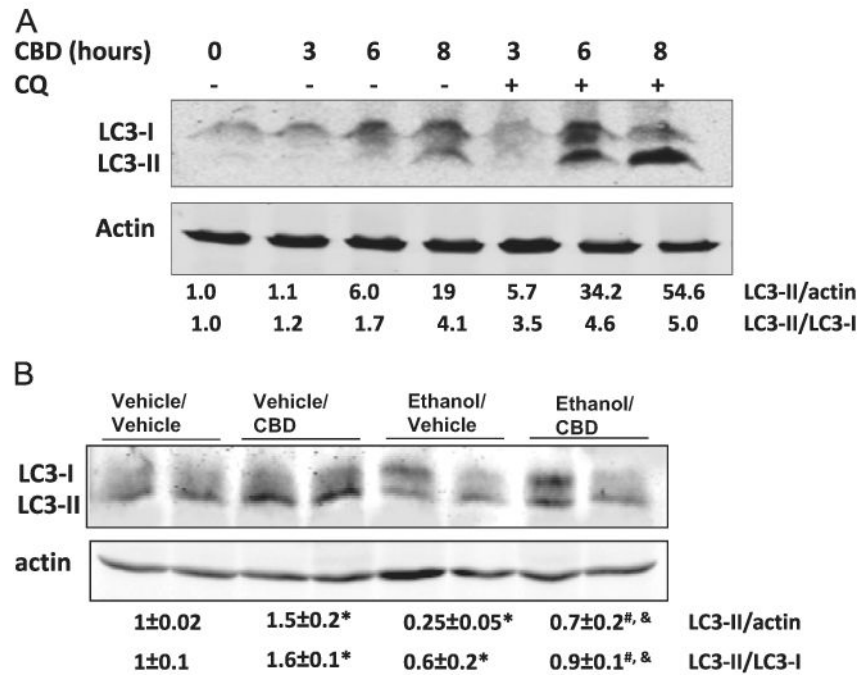 A
CBD (hours) 0 3 6 8 3 6 8
CQ - - - - + + +
LC3-I
LC3-II
Actin
1.0 1.1 6.0 19 5.7 34.2 54.6 LC3-II/actin
1.0 1.2 1.7 4.1 3.5 4.6 5.0 LC3-II/LC3-I
B
Vehicle/ Vehicle/ Ethanol/ Ethanol/
Vehicle CBD Vehicle CBD
LC3-I
LC3-II
actin
1±0.02 1.5±0.2* 0.25±0.05* 0.7±0.2#, & LC3-II/actin
1±0.1 1.6±0.1* 0.6±0.2* 0.9±0.1#, & LC3-II/LC3-I